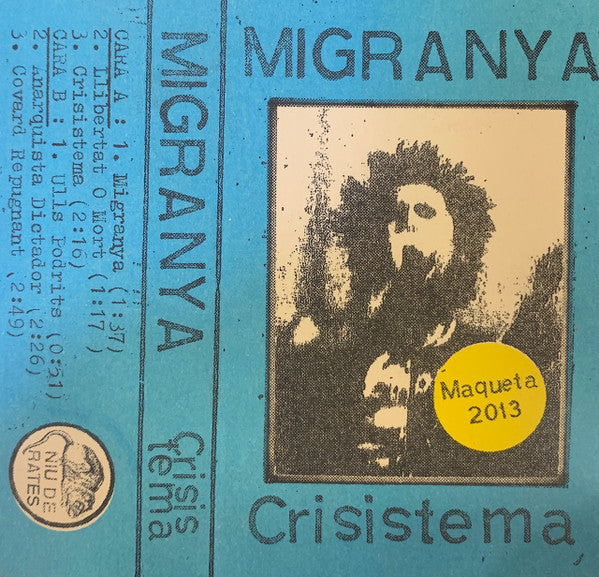 CARA A : 1. Migranya (1:37)
2. Llibertat O Mort (1:17 )
3. Crisistema (2:16)
CARA B : 1. Ulls Podrits (0:51)
2. Anarquista Dictador (2:26)
3. Covard Repugnant (2:49)
NIU DE
RATES
MIGRANYA
Crisis
Tema
MIGRANYA
Maqueta
2013
Crisistema